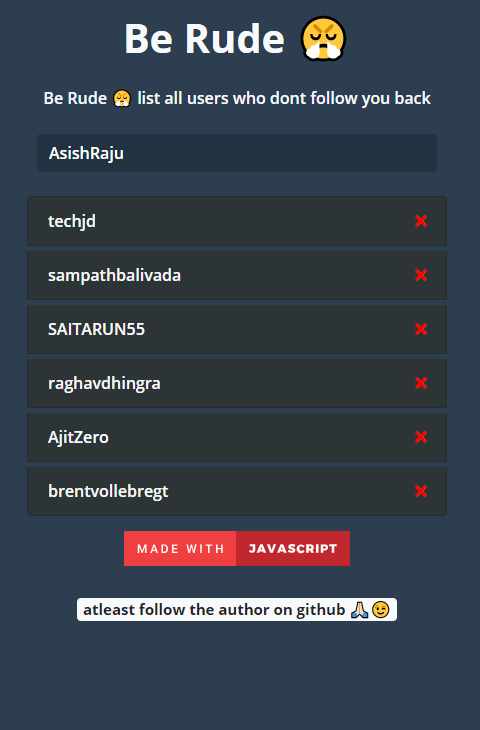 Be Rude 😤
Be Rude 😤 list all users who dont follow you back
AsishRaju
techjd
sampathbalivada
SAITARUN55
raghavdhingra
AjitZero
brentvollebregt
MADE WITH JAVASCRIPT
atleast follow the author on github 🙏🏻😉